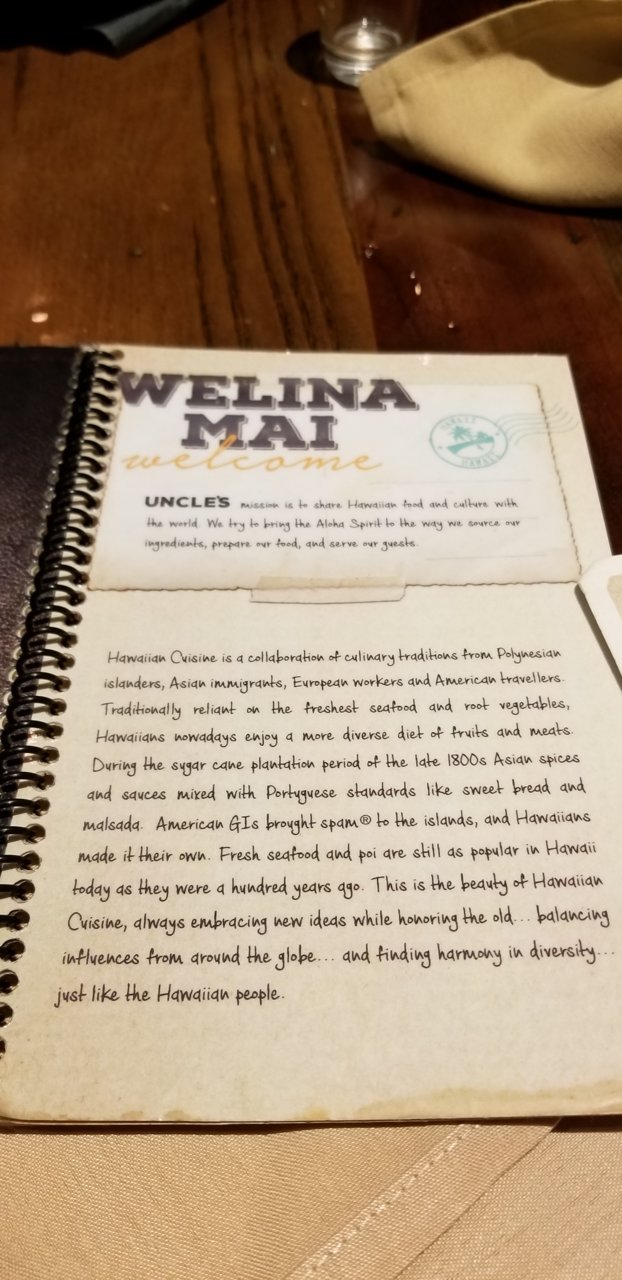 WELINA
MAI
welcome
HAWAII
HAWAII
UNCLE'S mission is to share Hawaiian food and culture with
the world. We try to bring the Aloha Spirit to the way we source our
ingredients, prepare our food, and serve our guests.
Hawaiian Cuisine is a collaboration of culinary traditions from Polynesian
islanders, Asian immigrants, European workers and American travellers.
Traditionally reliant on the freshest seafood and root vegetables,
Hawaiians nowadays enjoy a more diverse diet of fruits and meats.
During the sugar cane plantation period of the late 1800s Asian spices
and sauces mixed with Portuguese standards like sweet bread and
malsada. American GIs brought spam® to the islands, and Hawaiians
made it their own. Fresh seafood and poi are still as popular in Hawaii
today as they were a hundred years ago. This is the beauty of Hawaiian
Cuisine, always embracing new ideas while honoring the old... balancing
influences from around the globe... and finding harmony in diversity...
just like the Hawaiian people.